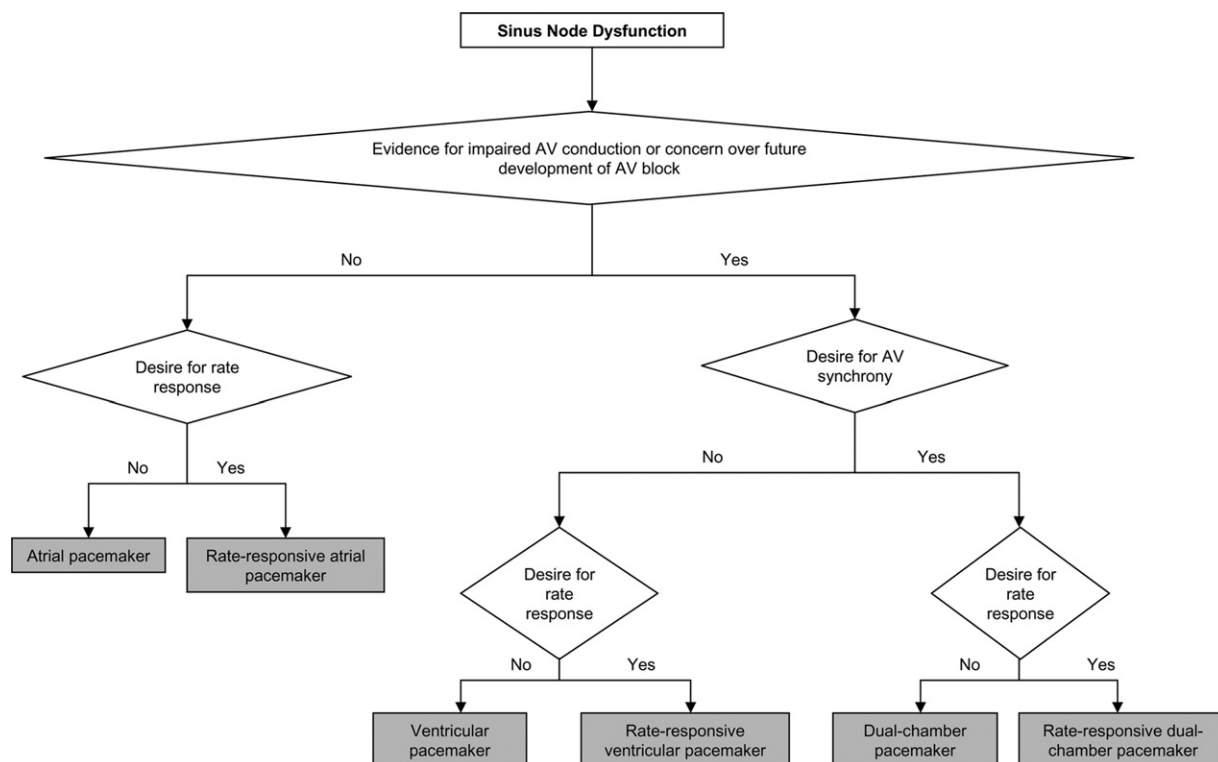 Sinus Node Dysfunction
Evidence for impaired AV conduction or concern over future
development of AV block
No
Yes
Desire for rate
response
Desire for AV
synchrony
No
Yes
No
Yes
Atrial pacemaker
Rate-responsive atrial
pacemaker
Desire for
rate
response
Desire for
rate
response
No
Yes
No
Yes
Ventricular
pacemaker
Rate-responsive
ventricular pacemaker
Dual-chamber
pacemaker
Rate-responsive dual-
chamber pacemaker